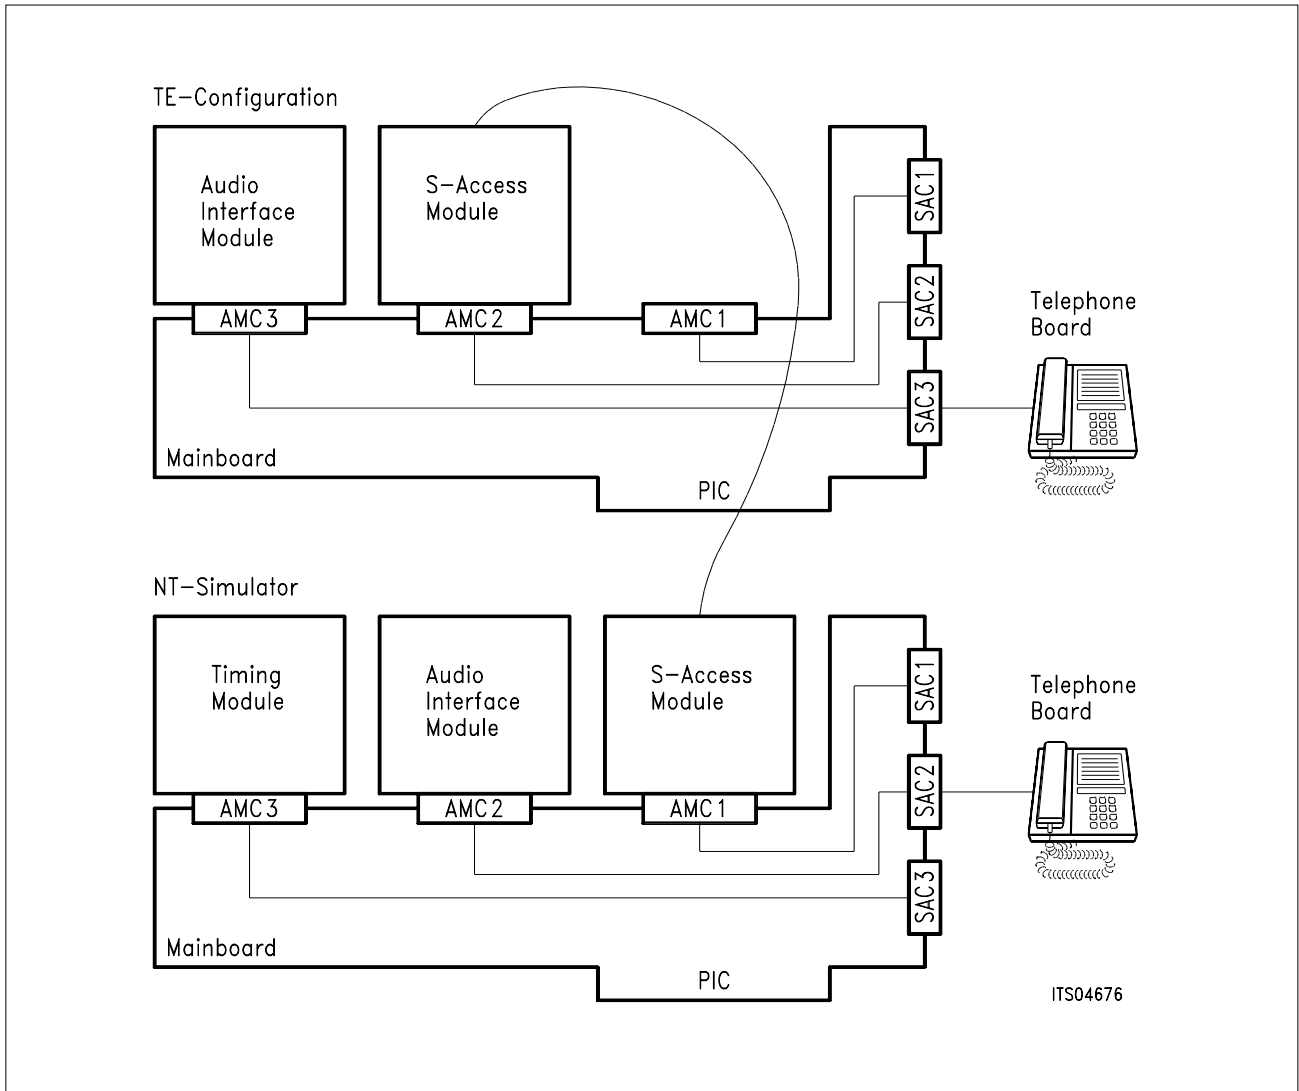 TE-Configuration
Audio
Interface
Module
S-Access
Module
AMC3
AMC2
AMC1
SAC1
SAC2
SAC3
Telephone
Board
Mainboard
PIC
NT-Simulator
Timing
Module
Audio
Interface
Module
S-Access
Module
AMC3
AMC2
AMC1
SAC1
SAC2
SAC3
Telephone
Board
Mainboard
PIC
ITS04676